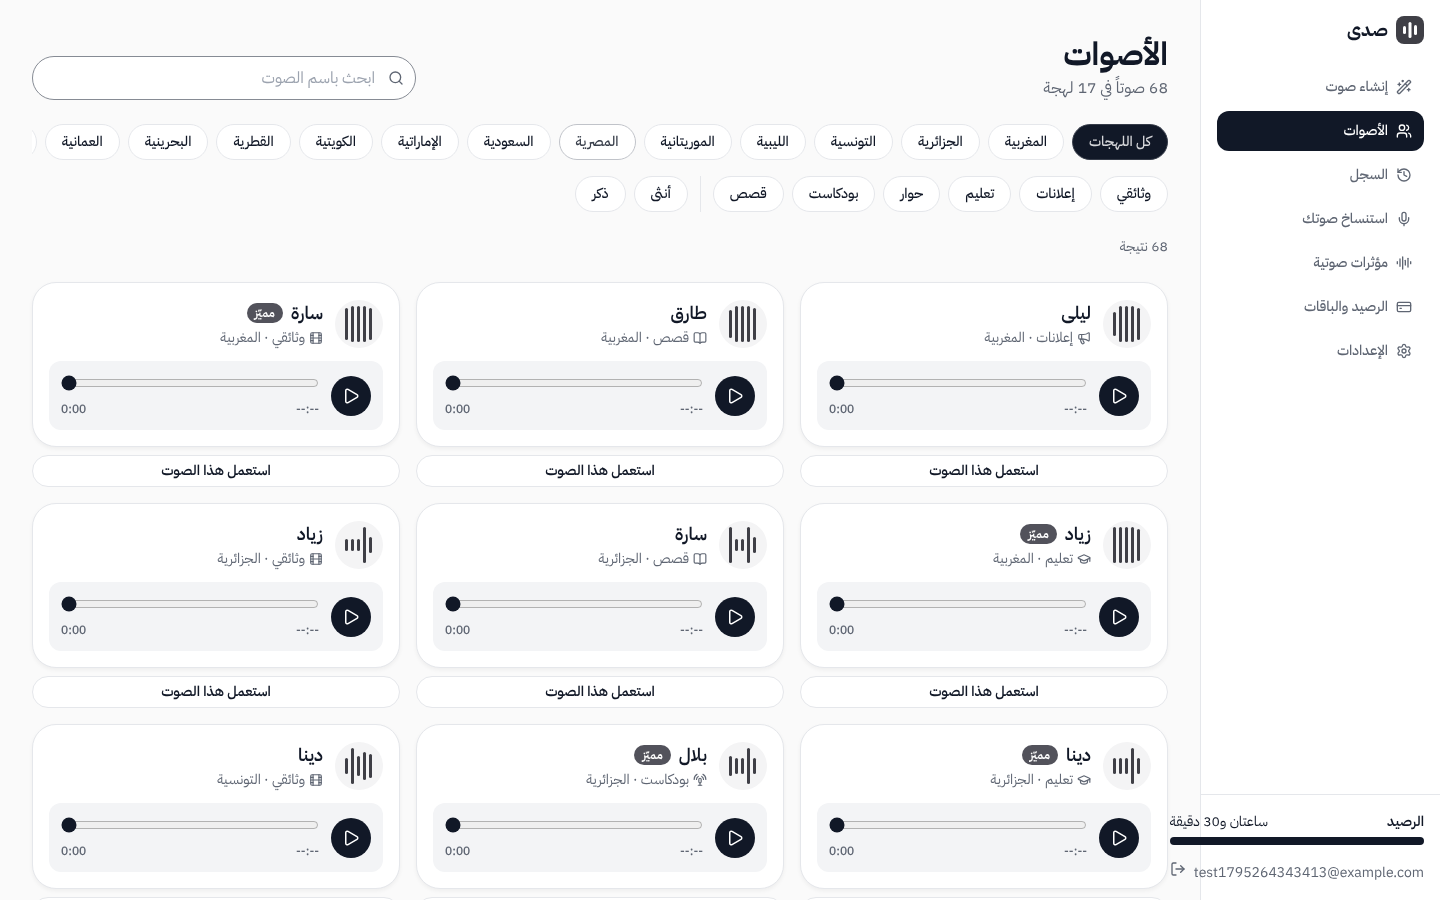 صدى
إنشاء صوت
الأصوات
السجل
استنساخ صوتك
مؤثرات صوتية
الرصيد والباقات
الإعدادات
الرصيد
ساعتان و30 دقيقة
test1795264343413@example.com
الأصوات
68 صوتاً في 17 لهجة
ابحث باسم الصوت
كل اللهجات المغربية الجزائرية التونسية الليبية الموريتانية المصرية السعودية الإماراتية الكويتية القطرية البحرينية العمانية
وثائقي إعلانات تعليم حوار بودكاست قصص أنثى ذكر
68 نتيجة
ليلى
إعلانات · المغربية
--:-- 0:00
استعمل هذا الصوت
طارق
قصص · المغربية
--:-- 0:00
استعمل هذا الصوت
سارة مميّز
وثائقي · المغربية
--:-- 0:00
استعمل هذا الصوت
زياد مميّز
تعليم · المغربية
--:-- 0:00
استعمل هذا الصوت
سارة
قصص · الجزائرية
--:-- 0:00
استعمل هذا الصوت
زياد
وثائقي · الجزائرية
--:-- 0:00
استعمل هذا الصوت
دينا مميّز
تعليم · الجزائرية
--:-- 0:00
بلال مميّز
بودكاست · الجزائرية
--:-- 0:00
دينا
وثائقي · التونسية
--:-- 0:00